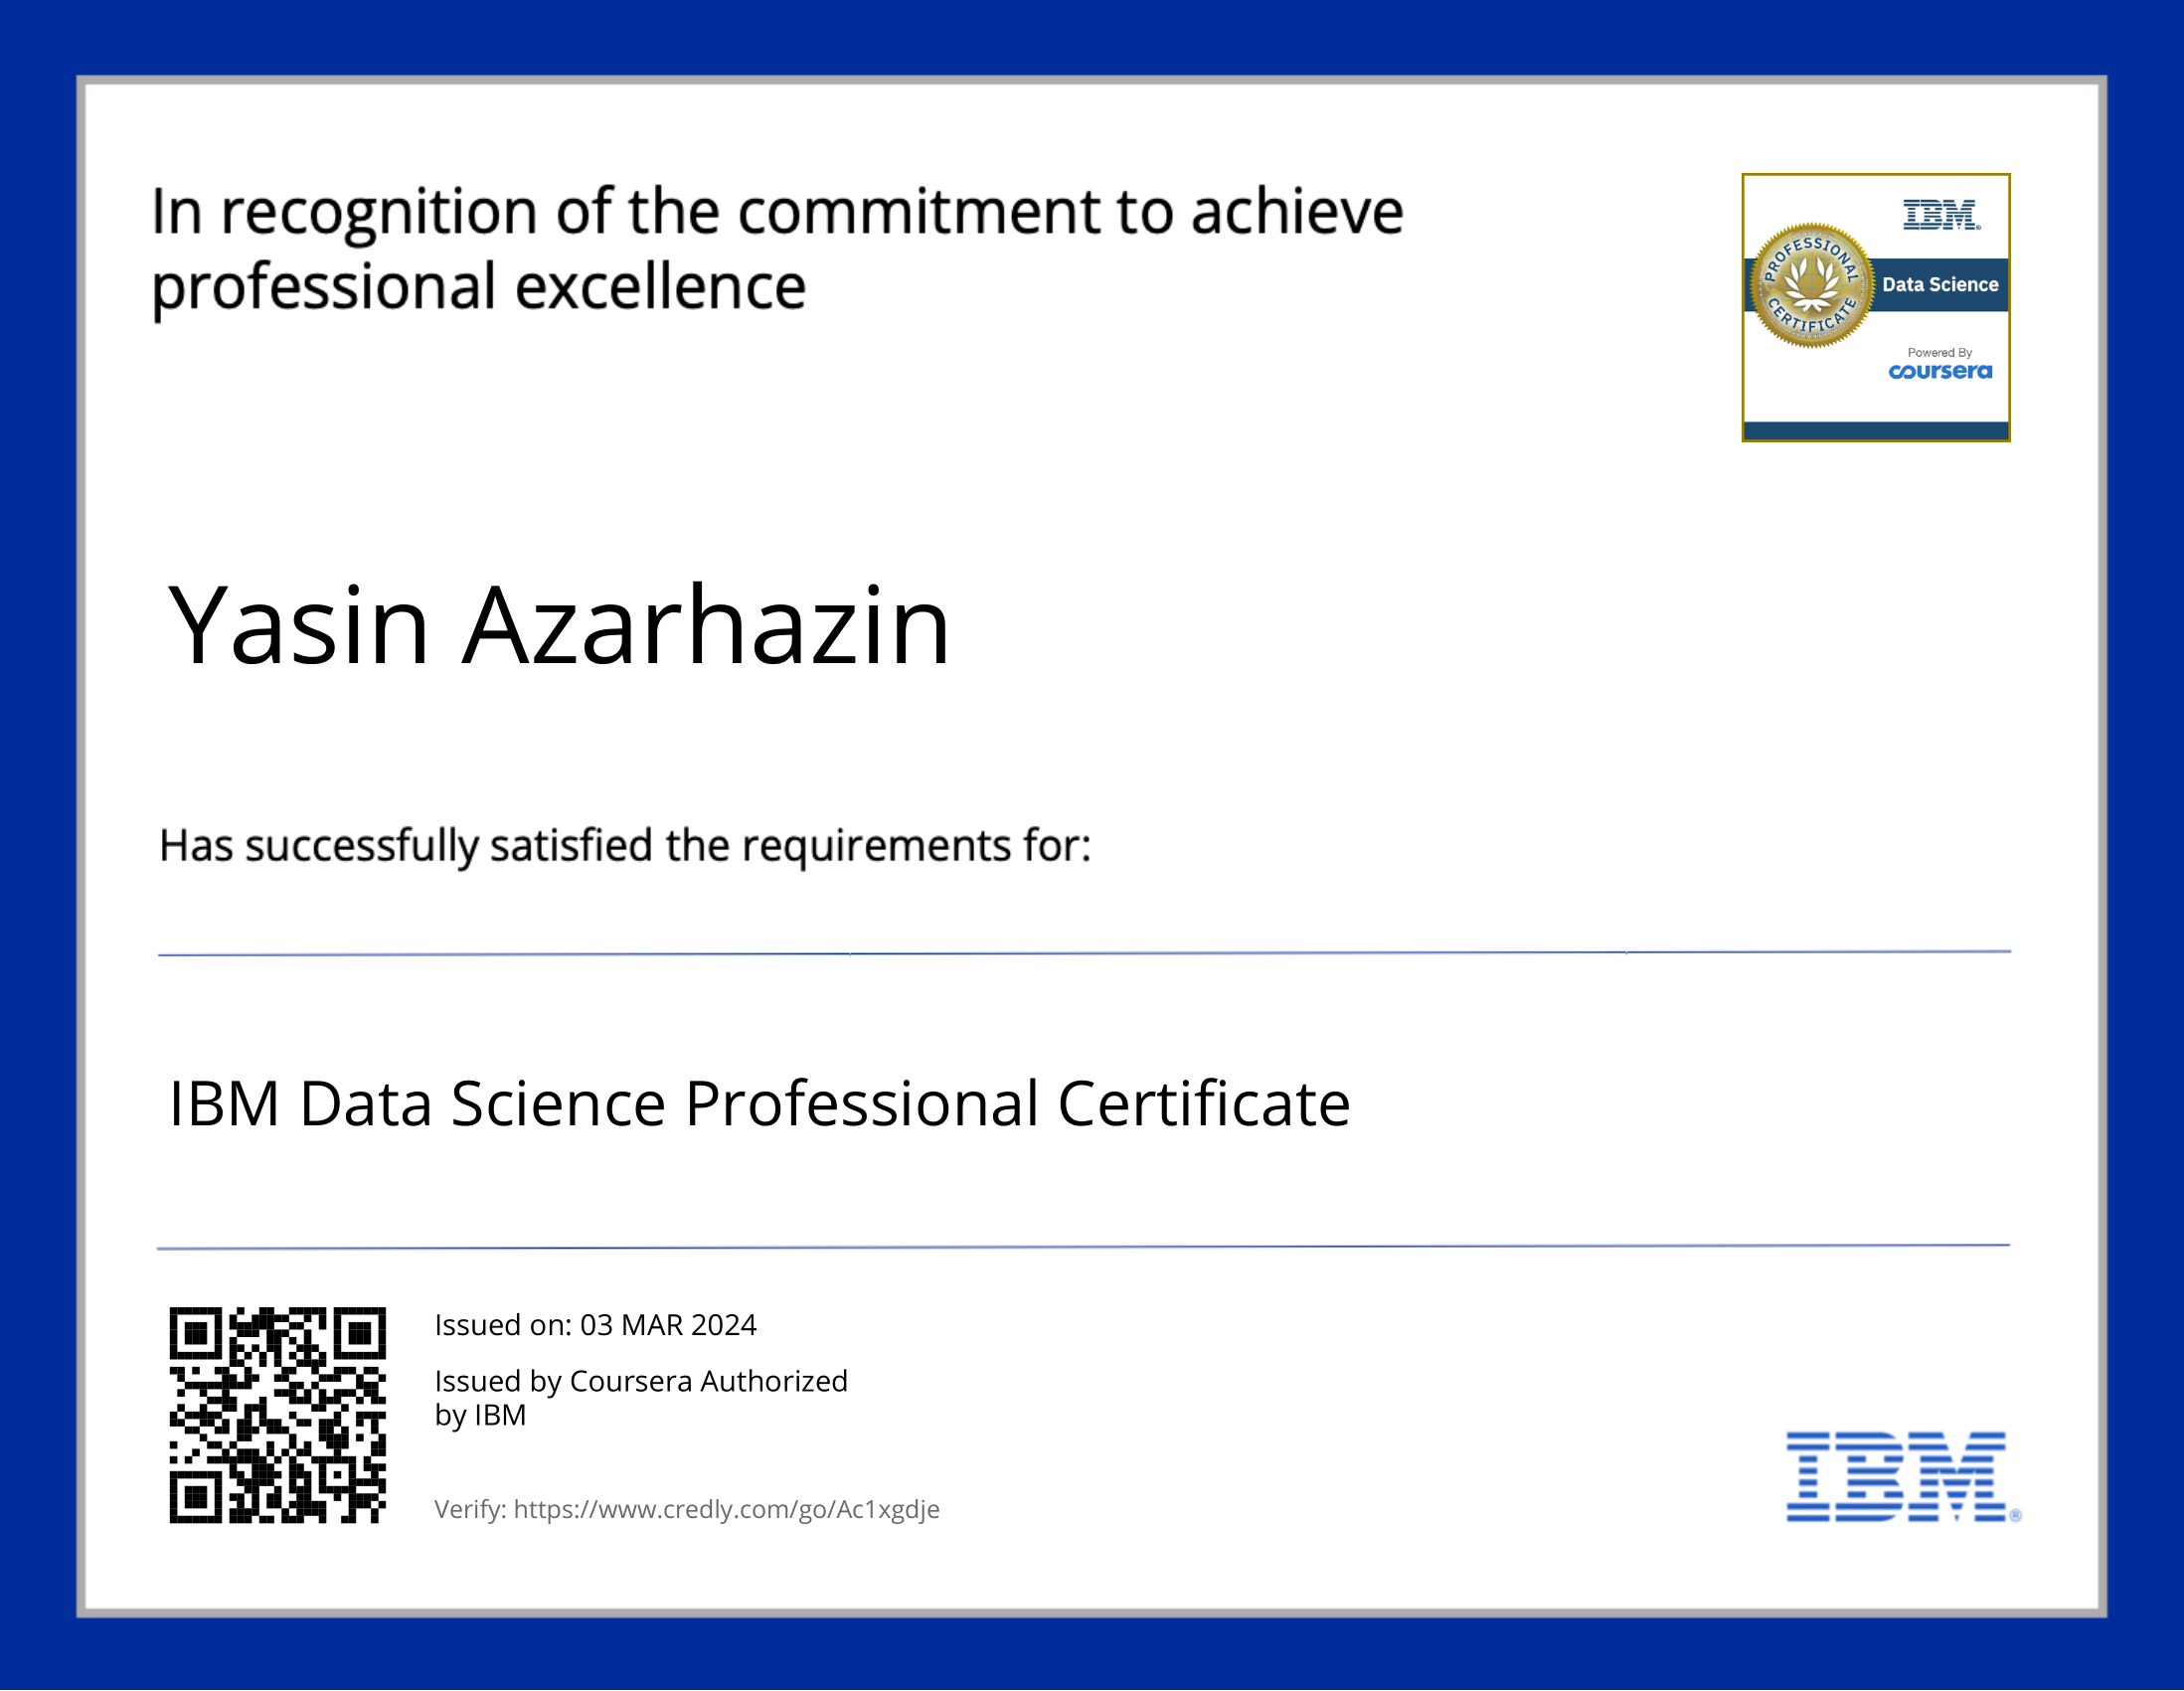 In recognition of the commitment to achieve
professional excellence
IBM
PROFESSIONAL
CERTIFICATE
Data Science
Powered By
coursera
Yasin Azarhazin
Has successfully satisfied the requirements for:
IBM Data Science Professional Certificate
Issued on: 03 MAR 2024
Issued by Coursera Authorized
by IBM
Verify: https://www.credly.com/go/Ac1xgdje
IBM®